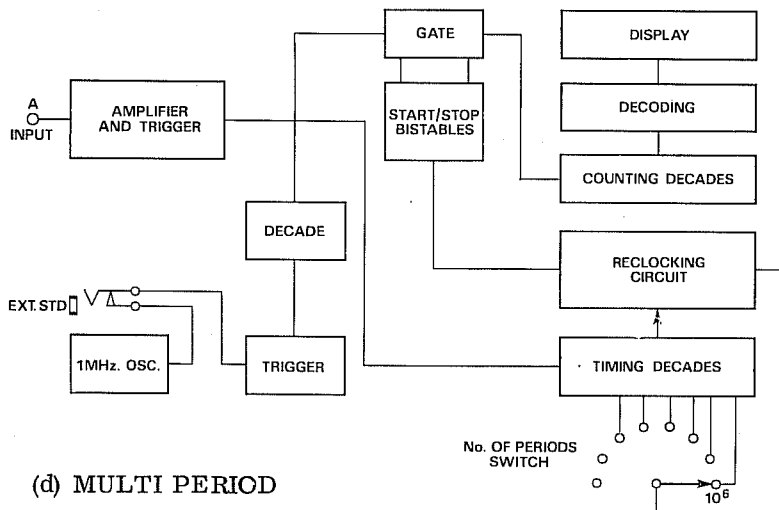 GATE
DISPLAY
A
INPUT
AMPLIFIER
AND TRIGGER
START/STOP
BISTABLES
DECODING
COUNTING DECADES
DECADE
RECLOCKING
CIRCUIT
EXT. STD
1MHz. OSC.
TRIGGER
TIMING DECADES
No. OF PERIODS
SWITCH
10⁶
(d) MULTI PERIOD